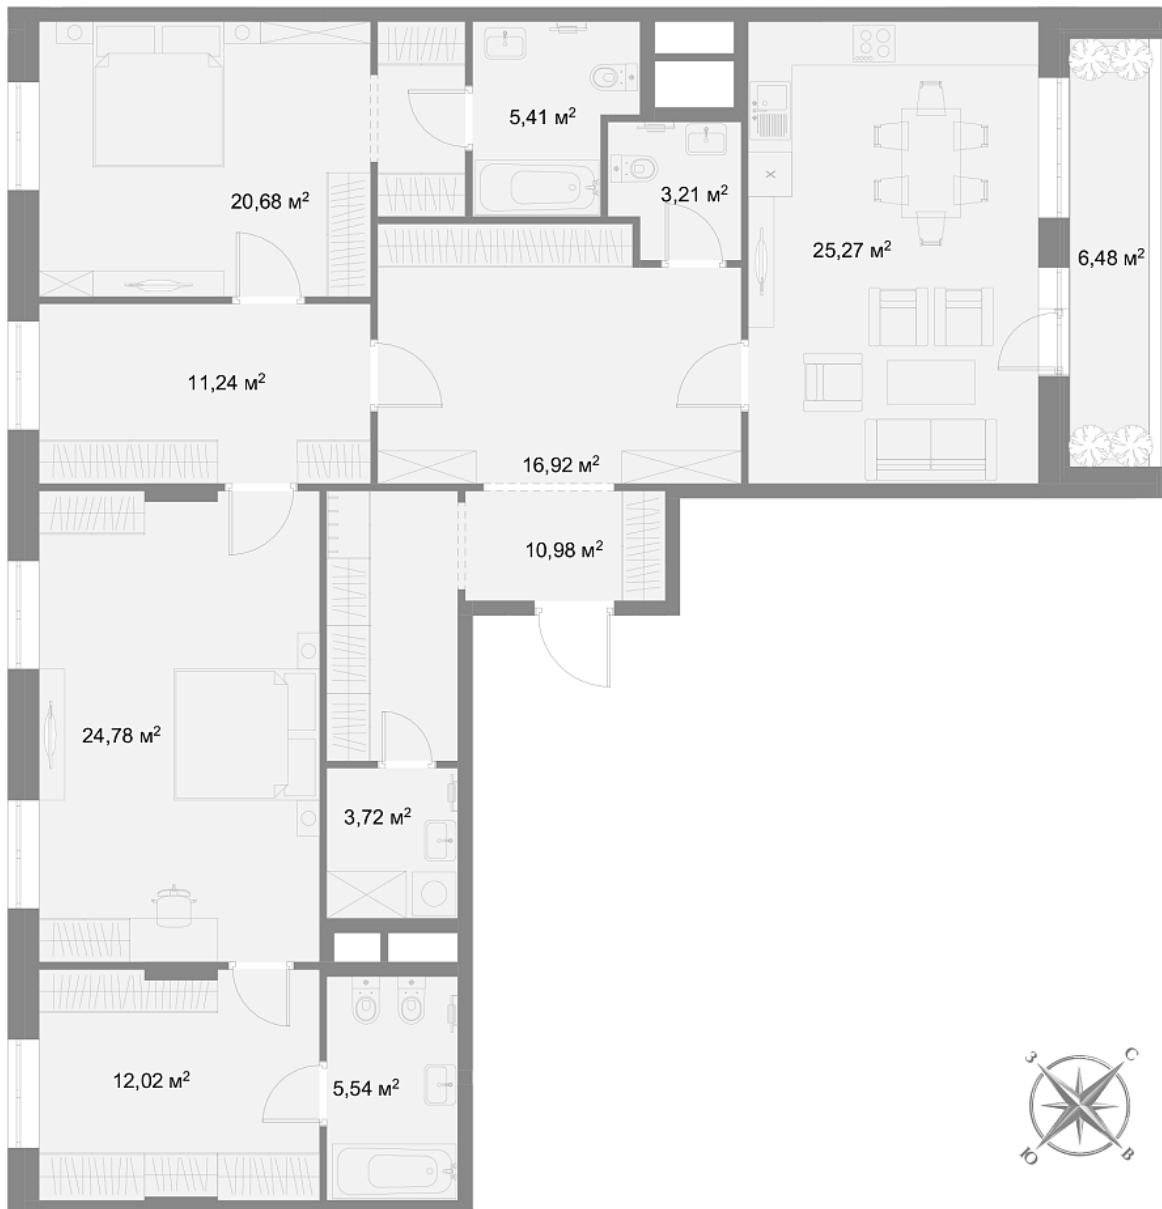 5,41 м²
20,68 м²
3,21 м²
X
25,27 м²
6,48 м²
11,24 м²
16,92 м²
10,98 м²
24,78 м²
3,72 м²
12,02 м²
5,54 м²
З
С
Ю
В